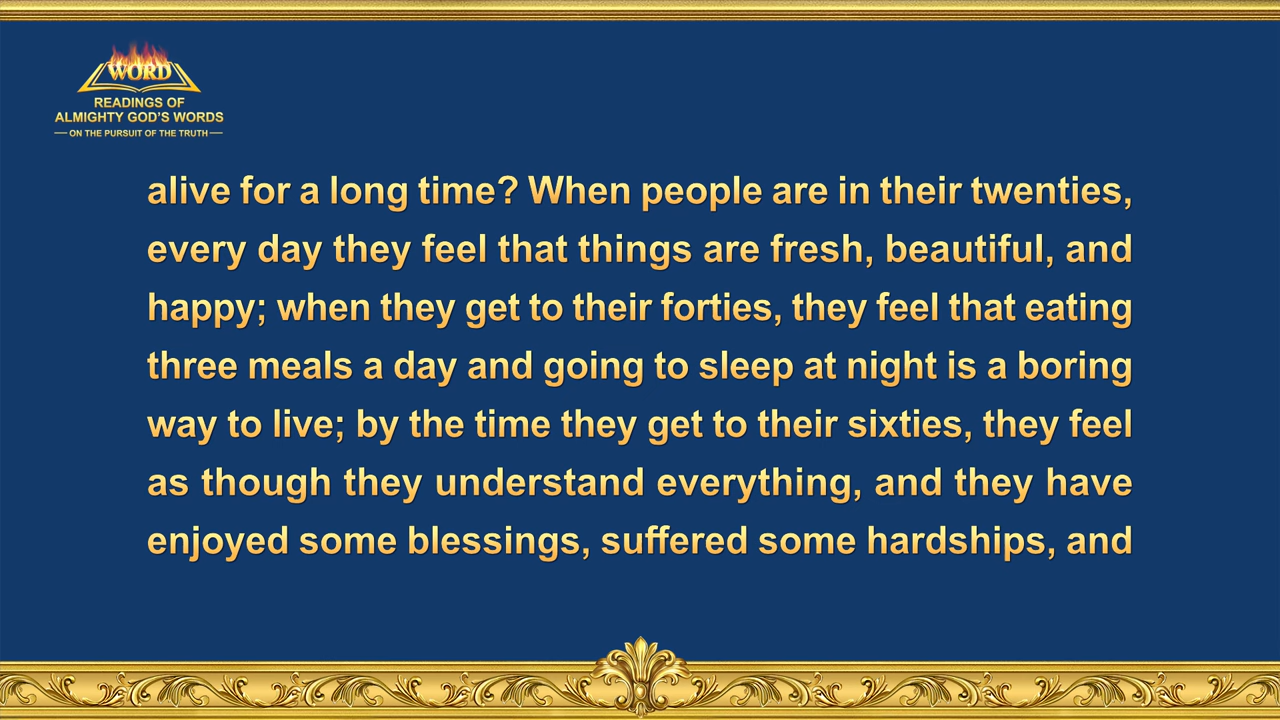 WORD
READINGS OF
ALMIGHTY GOD'S WORDS
— ON THE PURSUIT OF THE TRUTH —
alive for a long time? When people are in their twenties,
every day they feel that things are fresh, beautiful, and
happy; when they get to their forties, they feel that eating
three meals a day and going to sleep at night is a boring
way to live; by the time they get to their sixties, they feel
as though they understand everything, and they have
enjoyed some blessings, suffered some hardships, and